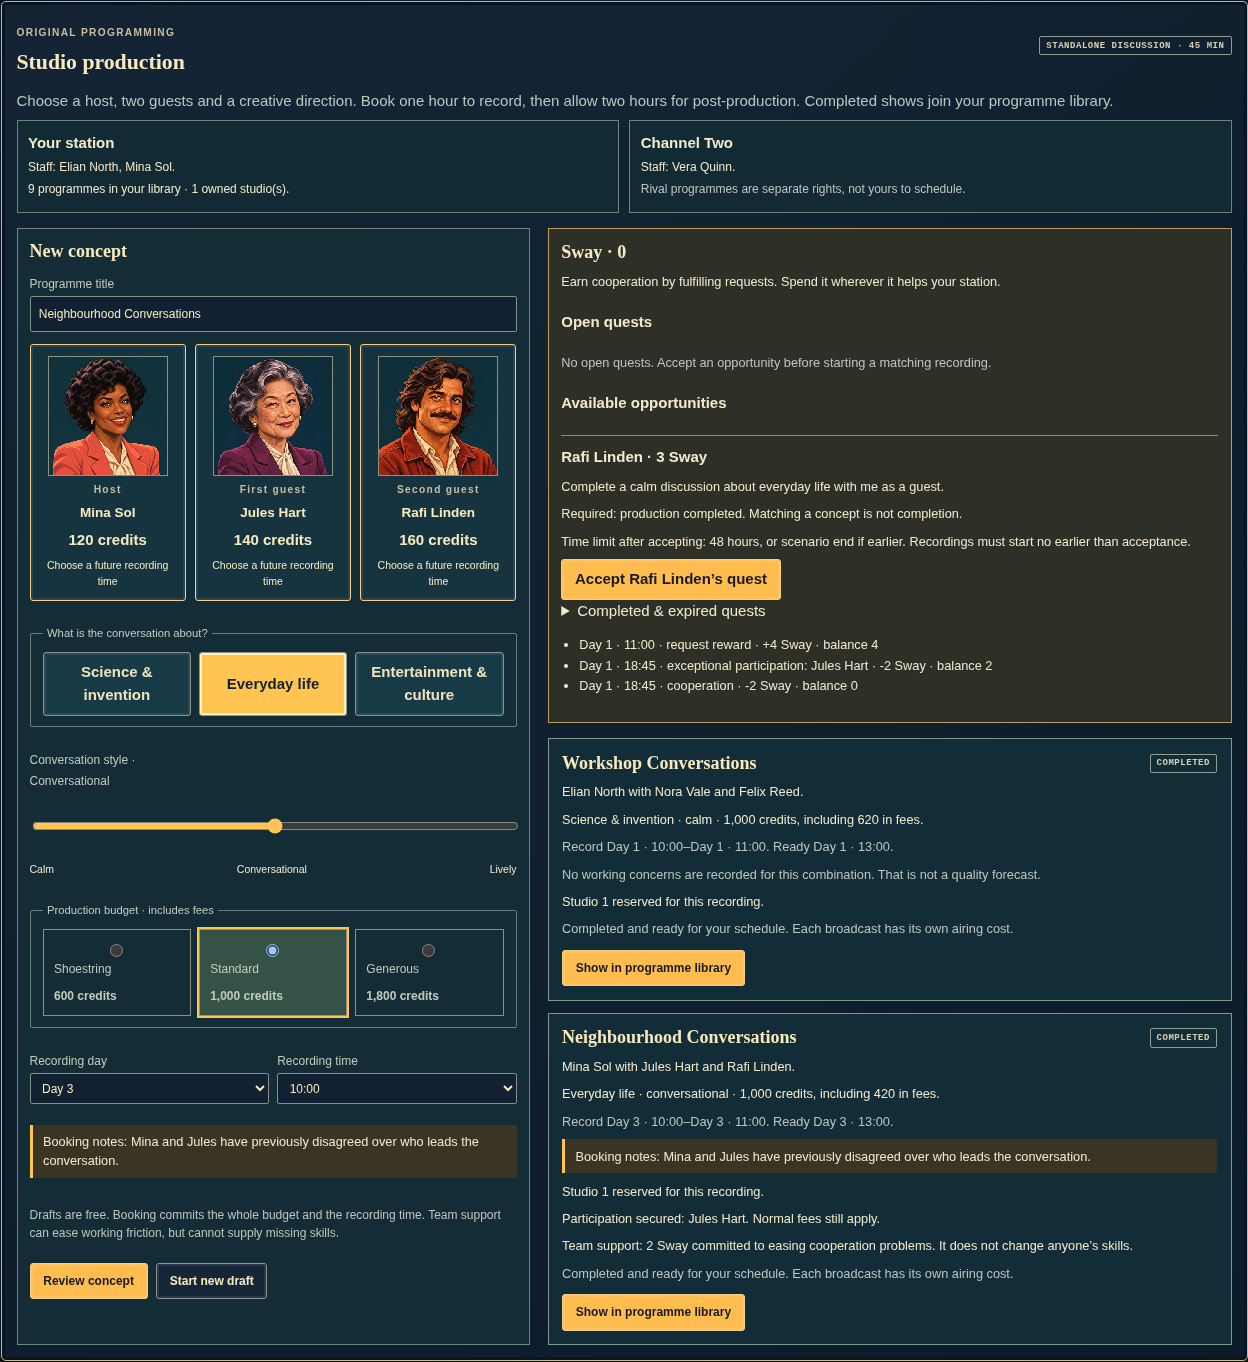 ORIGINAL PROGRAMMING
Studio production
STANDALONE DISCUSSION · 45 MIN
Choose a host, two guests and a creative direction. Book one hour to record, then allow two hours for post-production. Completed shows join your programme library.
Your station
Staff: Elian North, Mina Sol.
9 programmes in your library · 1 owned studio(s).
Channel Two
Staff: Vera Quinn.
Rival programmes are separate rights, not yours to schedule.
New concept
Programme title
Neighbourhood Conversations
Host
Mina Sol
120 credits
Choose a future recording
time
First guest
Jules Hart
140 credits
Choose a future recording
time
Second guest
Rafi Linden
160 credits
Choose a future recording
time
What is the conversation about?
Science &
invention
Everyday life
Entertainment &
culture
Conversation style ·
Conversational
Calm
Conversational
Lively
Production budget · includes fees
Shoestring
600 credits
Standard
1,000 credits
Generous
1,800 credits
Recording day
Day 3
Recording time
10:00
Booking notes: Mina and Jules have previously disagreed over who leads the
conversation.
Drafts are free. Booking commits the whole budget and the recording time. Team support
can ease working friction, but cannot supply missing skills.
Review concept
Start new draft
Sway · 0
Earn cooperation by fulfilling requests. Spend it wherever it helps your station.
Open quests
No open quests. Accept an opportunity before starting a matching recording.
Available opportunities
Rafi Linden · 3 Sway
Complete a calm discussion about everyday life with me as a guest.
Required: production completed. Matching a concept is not completion.
Time limit after accepting: 48 hours, or scenario end if earlier. Recordings must start no earlier than acceptance.
Accept Rafi Linden’s quest
Completed & expired quests
Day 1 · 11:00 · request reward · +4 Sway · balance 4
Day 1 · 18:45 · exceptional participation: Jules Hart · -2 Sway · balance 2
Day 1 · 18:45 · cooperation · -2 Sway · balance 0
Workshop Conversations
COMPLETED
Elian North with Nora Vale and Felix Reed.
Science & invention · calm · 1,000 credits, including 620 in fees.
Record Day 1 · 10:00–Day 1 · 11:00. Ready Day 1 · 13:00.
No working concerns are recorded for this combination. That is not a quality forecast.
Studio 1 reserved for this recording.
Completed and ready for your schedule. Each broadcast has its own airing cost.
Show in programme library
Neighbourhood Conversations
COMPLETED
Mina Sol with Jules Hart and Rafi Linden.
Everyday life · conversational · 1,000 credits, including 420 in fees.
Record Day 3 · 10:00–Day 3 · 11:00. Ready Day 3 · 13:00.
Booking notes: Mina and Jules have previously disagreed over who leads the conversation.
Studio 1 reserved for this recording.
Participation secured: Jules Hart. Normal fees still apply.
Team support: 2 Sway committed to easing cooperation problems. It does not change anyone’s skills.
Completed and ready for your schedule. Each broadcast has its own airing cost.
Show in programme library